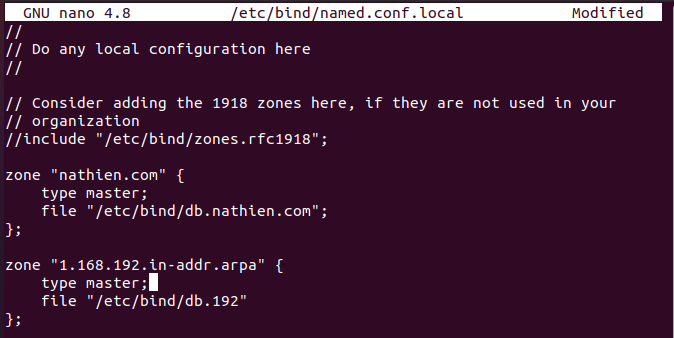 GNU nano 4.8 /etc/bind/named.conf.local Modified
//
// Do any local configuration here
//
// Consider adding the 1918 zones here, if they are not used in your
// organization
//include "/etc/bind/zones.rfc1918";
zone "nathien.com" {
    type master;
    file "/etc/bind/db.nathien.com";
};
zone "1.168.192.in-addr.arpa" {
    type master;
    file "/etc/bind/db.192"
};